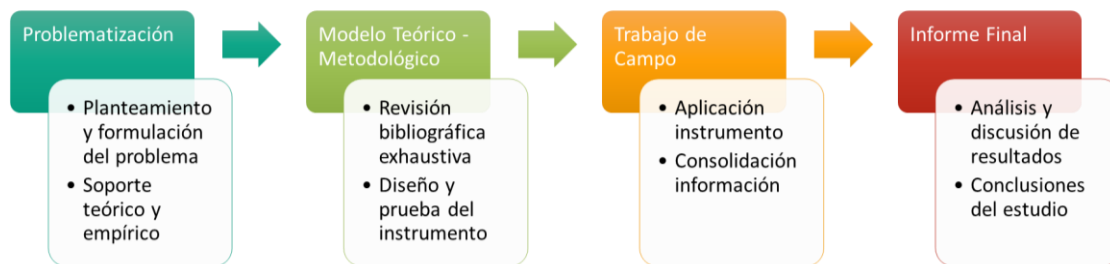 Problematización
• Planteamiento
y formulación
del problema
• Soporte
teórico y
empírico
Modelo Teórico -
Metodológico
• Revisión
bibliográfica
exhaustiva
• Diseño y
prueba del
instrumento
Trabajo de
Campo
• Aplicación
instrumento
• Consolidación
información
Informe Final
• Análisis y
discusión de
resultados
• Conclusiones
del estudio